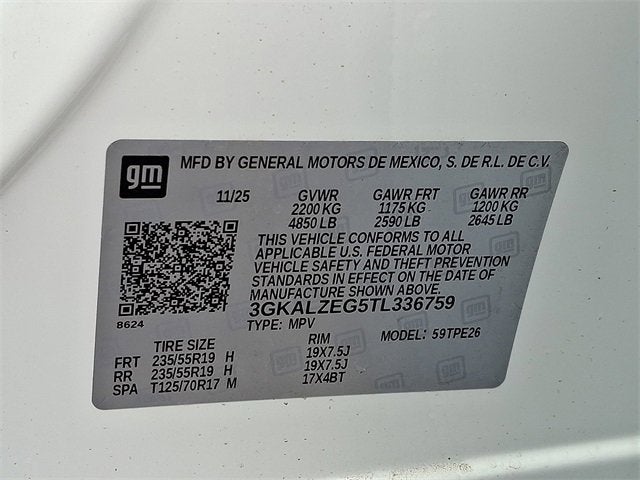 gm MFD BY GENERAL MOTORS DE MEXICO, S. DE R.L. DE C.V.
11/25 GVWR GAWR FRT GAWR RR
2200 KG 1175 KG 1200 KG
4850 LB 2590 LB 2645 LB
THIS VEHICLE CONFORMS TO ALL
APPLICABLE U.S. FEDERAL MOTOR
VEHICLE SAFETY AND THEFT PREVENTION
STANDARDS IN EFFECT ON THE DATE OF
MANUFACTURE SHOWN ABOVE.
3GKALZEG5TL336759
8624 TYPE: MPV MODEL: 59TPE26
TIRE SIZE RIM
FRT 235/55R19 H 19X7.5J
RR 235/55R19 H 19X7.5J
SPA T125/70R17 M 17X4BT